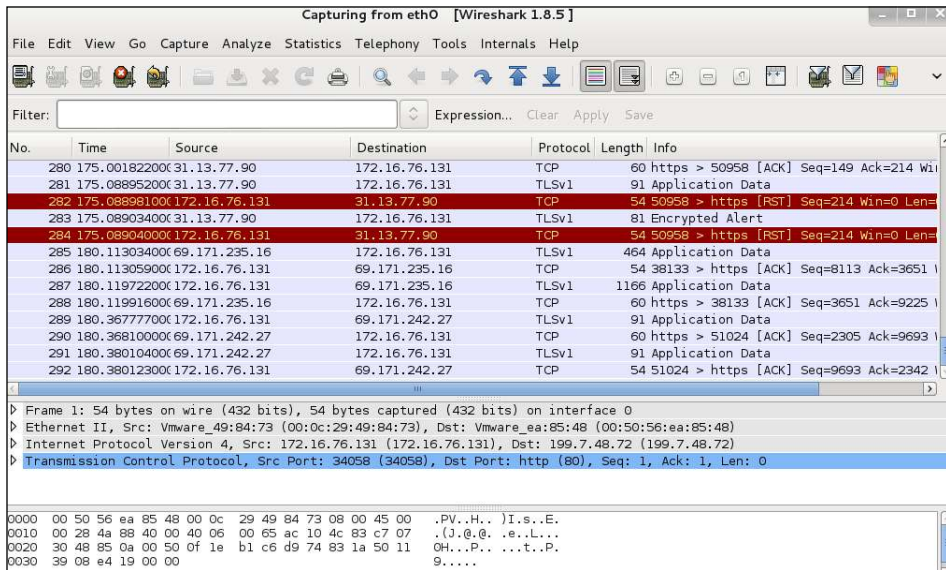 Capturing from eth0 [Wireshark 1.8.5 ]
File Edit View Go Capture Analyze Statistics Telephony Tools Internals Help
Filter: Expression... Clear Apply Save
No. Time Source Destination Protocol Length Info
280 175.001822000 31.13.77.90 172.16.76.131 TCP 60 https > 50958 [ACK] Seq=149 Ack=214 Wi
281 175.088952000 31.13.77.90 172.16.76.131 TLSv1 91 Application Data
282 175.088981000 172.16.76.131 31.13.77.90 TCP 54 50958 > https [RST] Seq=214 Win=0 Len=
283 175.089034000 31.13.77.90 172.16.76.131 TLSv1 81 Encrypted Alert
284 175.089040000 172.16.76.131 31.13.77.90 TCP 54 50958 > https [RST] Seq=214 Win=0 Len=
285 180.113034000 69.171.235.16 172.16.76.131 TLSv1 464 Application Data
286 180.113059000 172.16.76.131 69.171.235.16 TCP 54 38133 > https [ACK] Seq=8113 Ack=3651
287 180.119722000 172.16.76.131 69.171.235.16 TLSv1 1166 Application Data
288 180.119916000 69.171.235.16 172.16.76.131 TCP 60 https > 38133 [ACK] Seq=3651 Ack=9225
289 180.367777000 172.16.76.131 69.171.242.27 TLSv1 91 Application Data
290 180.368100000 69.171.242.27 172.16.76.131 TCP 60 https > 51024 [ACK] Seq=2305 Ack=9693
291 180.380104000 69.171.242.27 172.16.76.131 TLSv1 91 Application Data
292 180.380123000 172.16.76.131 69.171.242.27 TCP 54 51024 > https [ACK] Seq=9693 Ack=2342
Frame 1: 54 bytes on wire (432 bits), 54 bytes captured (432 bits) on interface 0
Ethernet II, Src: Vmware_49:84:73 (00:0c:29:49:84:73), Dst: Vmware_ea:85:48 (00:50:56:ea:85:48)
Internet Protocol Version 4, Src: 172.16.76.131 (172.16.76.131), Dst: 199.7.48.72 (199.7.48.72)
Transmission Control Protocol, Src Port: 34058 (34058), Dst Port: http (80), Seq: 1, Ack: 1, Len: 0
0000 00 50 56 ea 85 48 00 0c 29 49 84 73 08 00 45 00 .PV..H.. )I.s..E.
0010 00 28 4a 88 40 00 40 06 00 65 ac 10 4c 83 c7 07 .(J.@.@. .e..L...
0020 30 48 85 0a 00 50 0f 1e b1 c6 d9 74 83 1a 50 11 0H...P.. ...t..P.
0030 39 08 e4 19 00 00 9.....